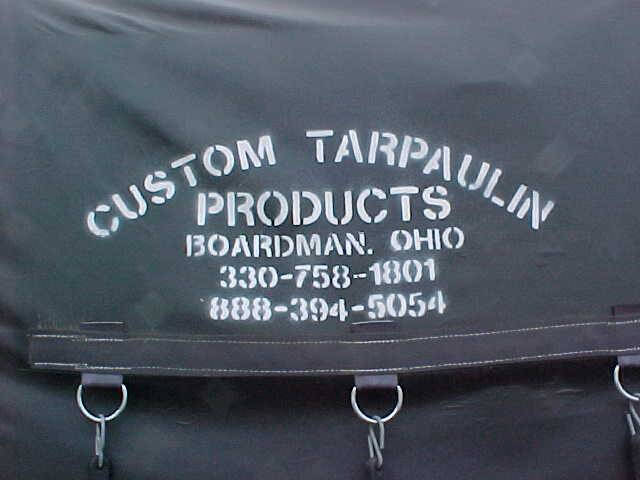 CUSTOM TARPAULIN
PRODUCTS
BOARDMAN. OHIO
330-758-1801
888-394-5054